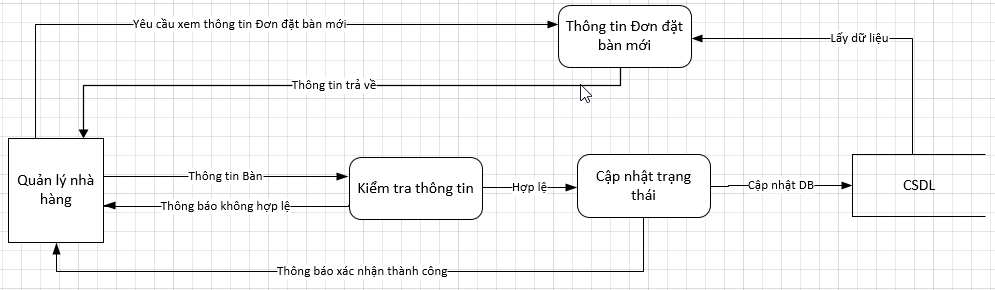 Yêu cầu xem thông tin Đơn đặt bàn mới
Thông tin Đơn đặt
bàn mới
Lấy dữ liệu
Thông tin trả về
Quản lý nhà
hàng
Thông tin Bàn
Thông báo không hợp lệ
Kiểm tra thông tin
Hợp lệ
Cập nhật trạng
thái
Cập nhật DB
CSDL
Thông báo xác nhận thành công